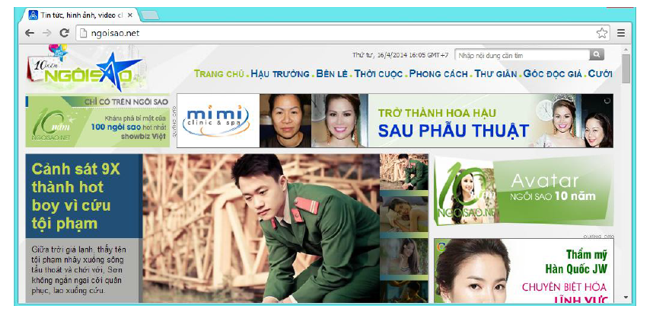 Tin tức, hình ảnh, video cl
ngoisao.net
Thứ tư, 16/4/2014 16:05 GMT+7
Nhập nội dung cần tìm
10 năm
NGÔISAO
TRANG CHỦ HẬU TRƯỜNG BÊN LỀ THỜI CUỘC PHONG CÁCH THƯ GIÃN GÓC ĐỘC GIẢ CƯỚI
CHỈ CÓ TRÊN NGÔI SAO
10 năm
NGOISAO.NET
Khám phá bí mật của
100 ngôi sao hot nhất
showbiz Việt
mimi
clinic & spa
TRỞ THÀNH HOA HẬU
SAU PHẪU THUẬT
Cảnh sát 9X
thành hot
boy vì cứu
tội phạm
Giữa trời giá lạnh, thấy tên
tội phạm nhảy xuống sông
tẩu thoát và chới với, Sơn
không ngần ngại cởi quân
phục, lao xuống cứu.
NGOISAO.NET
Avatar
NGÔI SAO 10 năm
Thẩm mỹ
Hàn Quốc JW
CHUYÊN BIỆT HÓA
LĨNH VỰC